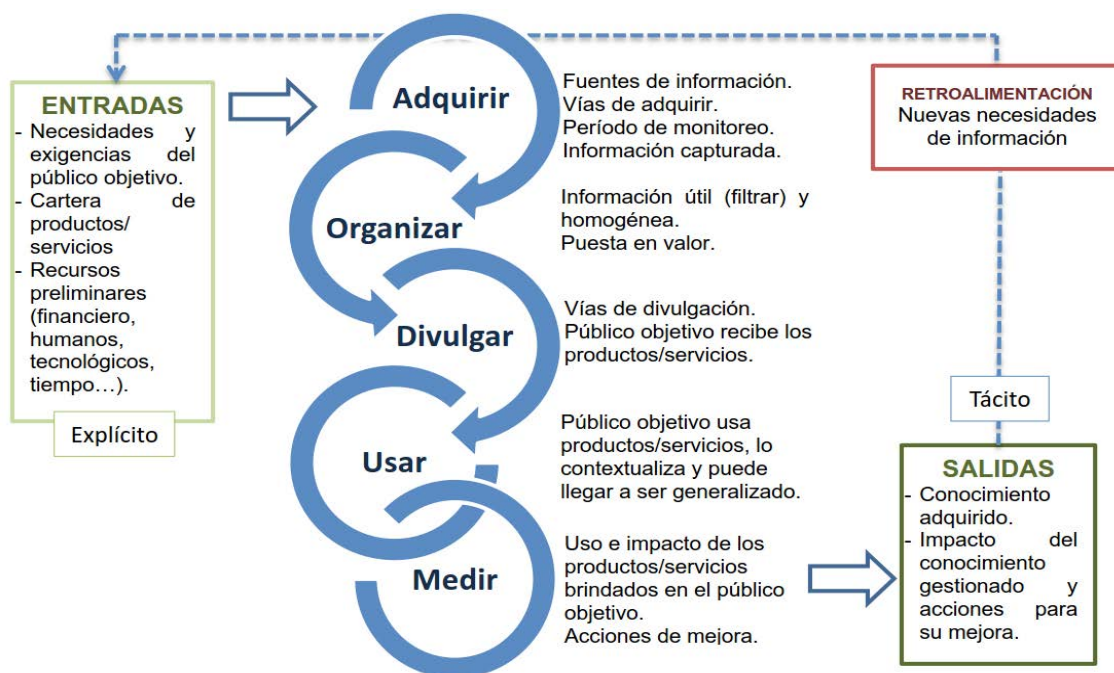 ENTRADAS
- Necesidades y
exigencias del
público objetivo.
- Cartera de
productos/
servicios
- Recursos
preliminares
(financiero,
humanos,
tecnológicos,
tiempo…).
Explícito
Adquirir
Fuentes de información.
Vías de adquirir.
Período de monitoreo.
Información capturada.
Organizar
Información útil (filtrar) y
homogénea.
Puesta en valor.
Divulgar
Vías de divulgación.
Público objetivo recibe los
productos/servicios.
Usar
Público objetivo usa
productos/servicios, lo
contextualiza y puede
llegar a ser generalizado.
Medir
Uso e impacto de los
productos/servicios
brindados en el público
objetivo.
Acciones de mejora.
RETROALIMENTACIÓN
Nuevas necesidades
de información
Tácito
SALIDAS
- Conocimiento
adquirido.
- Impacto del
conocimiento
gestionado y
acciones para
su mejora.